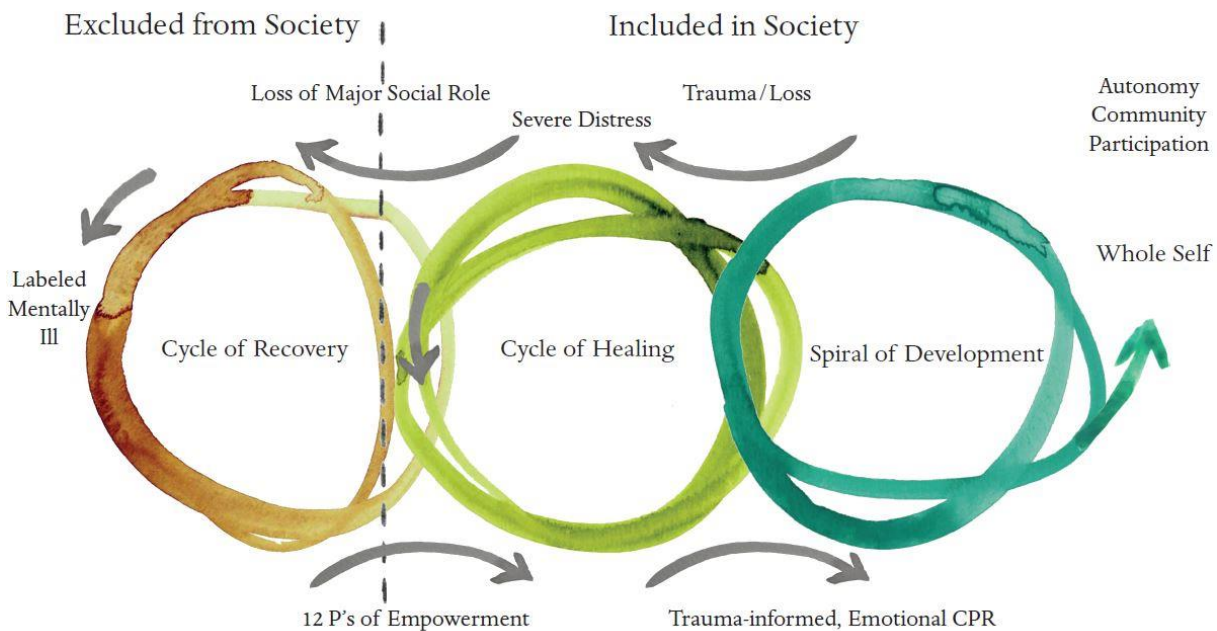 Excluded from Society
Included in Society
Loss of Major Social Role
Severe Distress
Trauma/Loss
Autonomy
Community
Participation
Whole Self
Labeled
Mentally
Ill
Cycle of Recovery
Cycle of Healing
Spiral of Development
12 P's of Empowerment
Trauma-informed, Emotional CPR